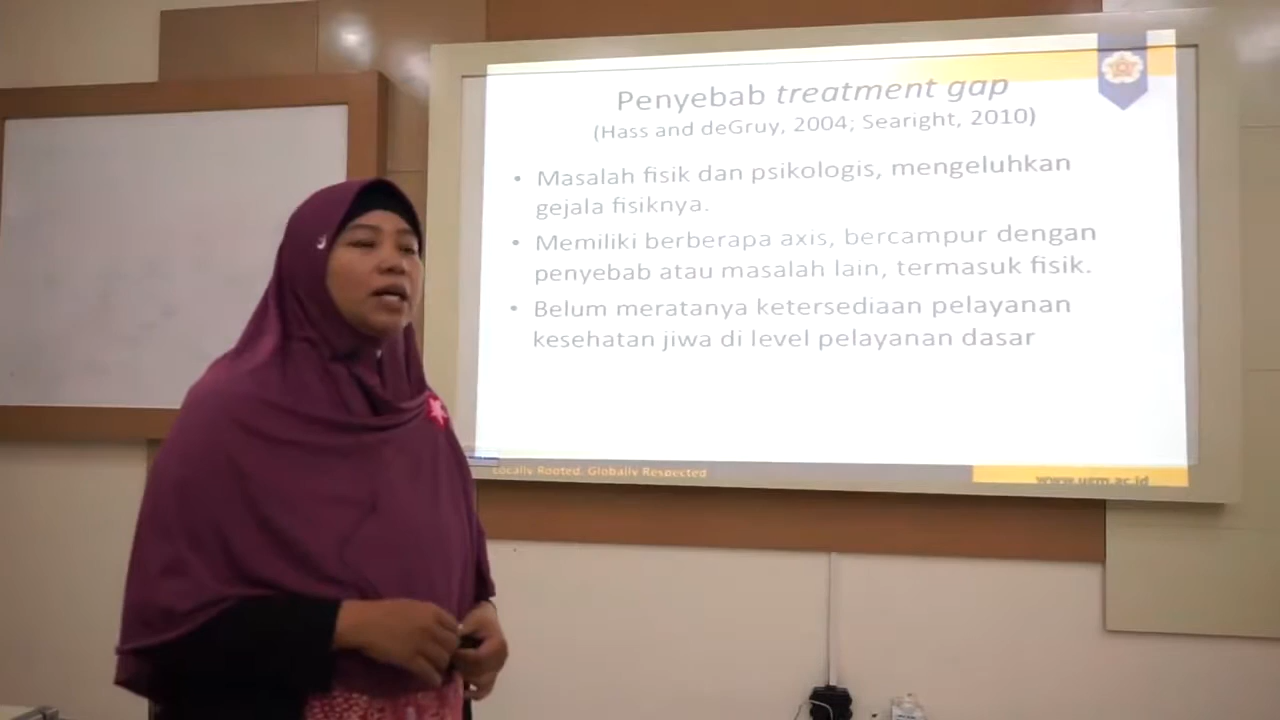 Penyebab treatment gap
(Hass and deGruy, 2004; Searight, 2010)
• Masalah fisik dan psikologis, mengeluhkan
gejala fisiknya.
• Memiliki berberapa axis, bercampur dengan
penyebab atau masalah lain, termasuk fisik.
• Belum meratanya ketersediaan pelayanan
kesehatan jiwa di level pelayanan dasar
Locally Rooted, Globally Respected
www.ugm.ac.id